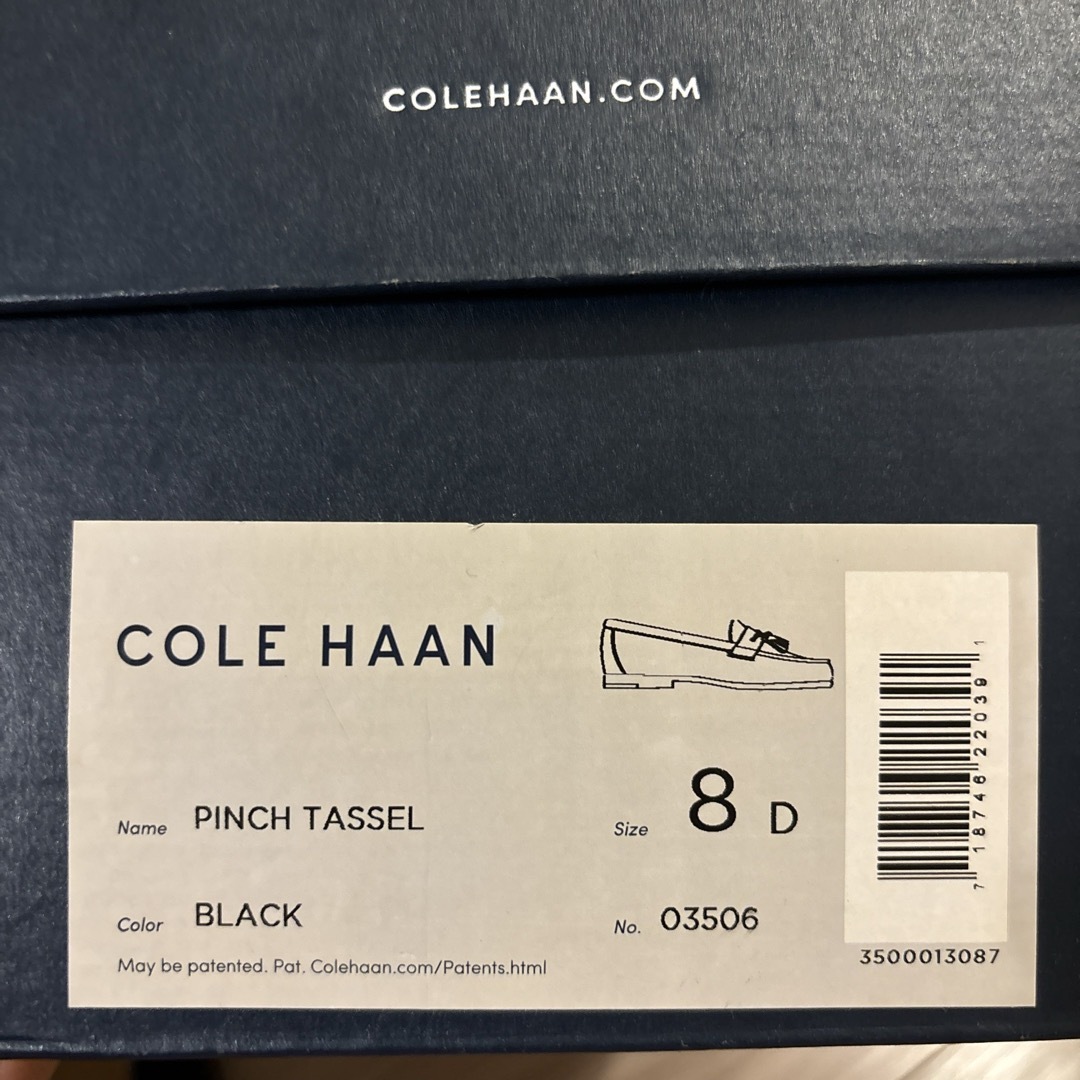 COLEHAAN.COM
COLE HAAN
Name PINCH TASSEL
Size 8 D
Color BLACK
No. 03506
May be patented. Pat. Colehaan.com/Patents.html
7 18746 22039 1
3500013087